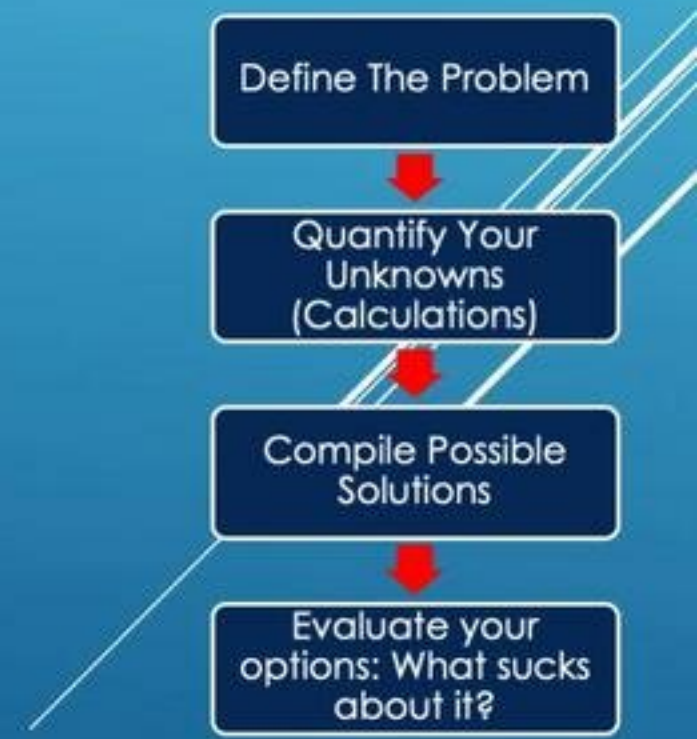 Define The Problem
Quantify Your
Unknowns
(Calculations)
Compile Possible
Solutions
Evaluate your
options: What sucks
about it?